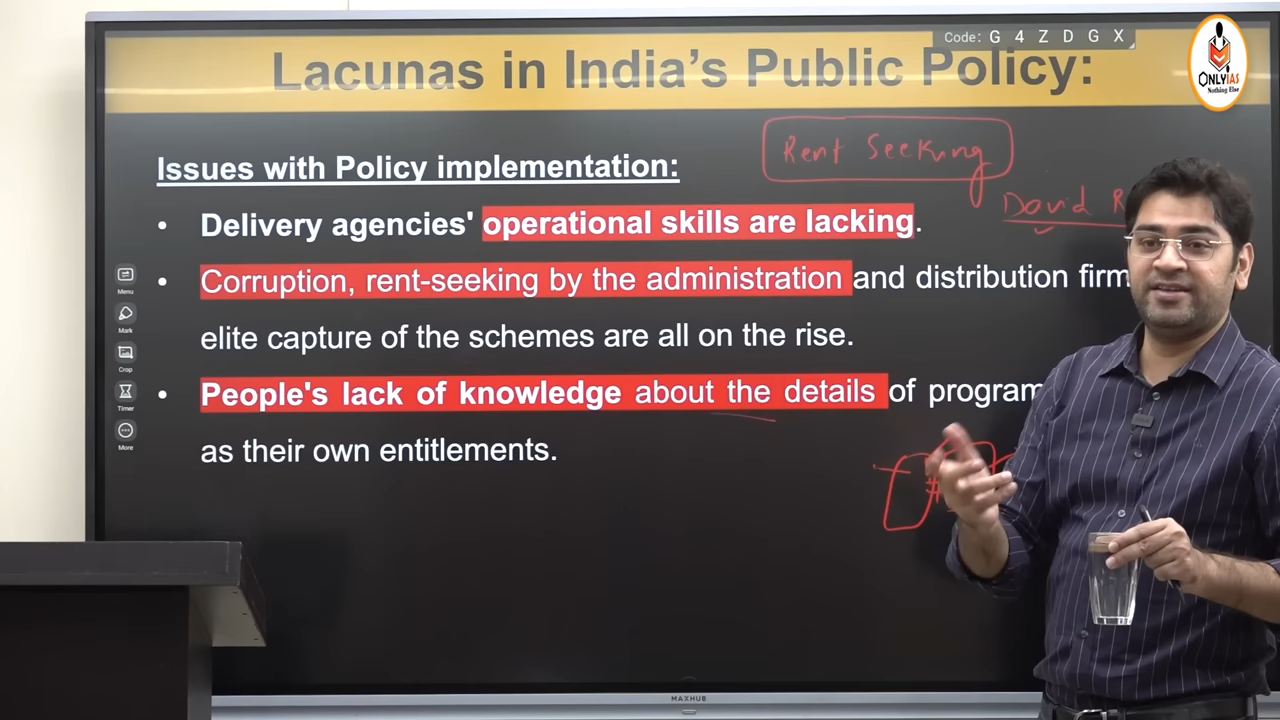 Code: G 4 Z D G X
Lacunas in India's Public Policy:
ONLYIAS
Nothing Else
Rent Seeking
Issues with Policy implementation:
David R
• Delivery agencies' operational skills are lacking.
• Corruption, rent-seeking by the administration and distribution firm
elite capture of the schemes are all on the rise.
• People's lack of knowledge about the details of program
as their own entitlements.
Menu
Mark
Crop
Timer
More
MAXHUB